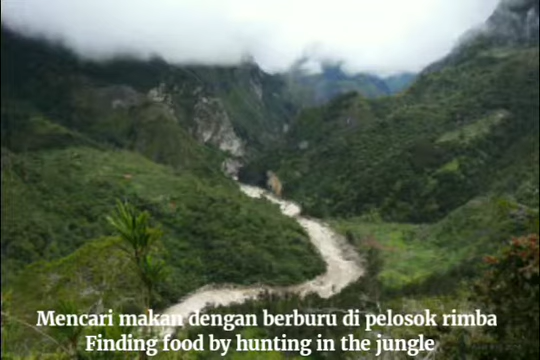 Mencari makan dengan berburu di pelosok rimba
Finding food by hunting in the jungle